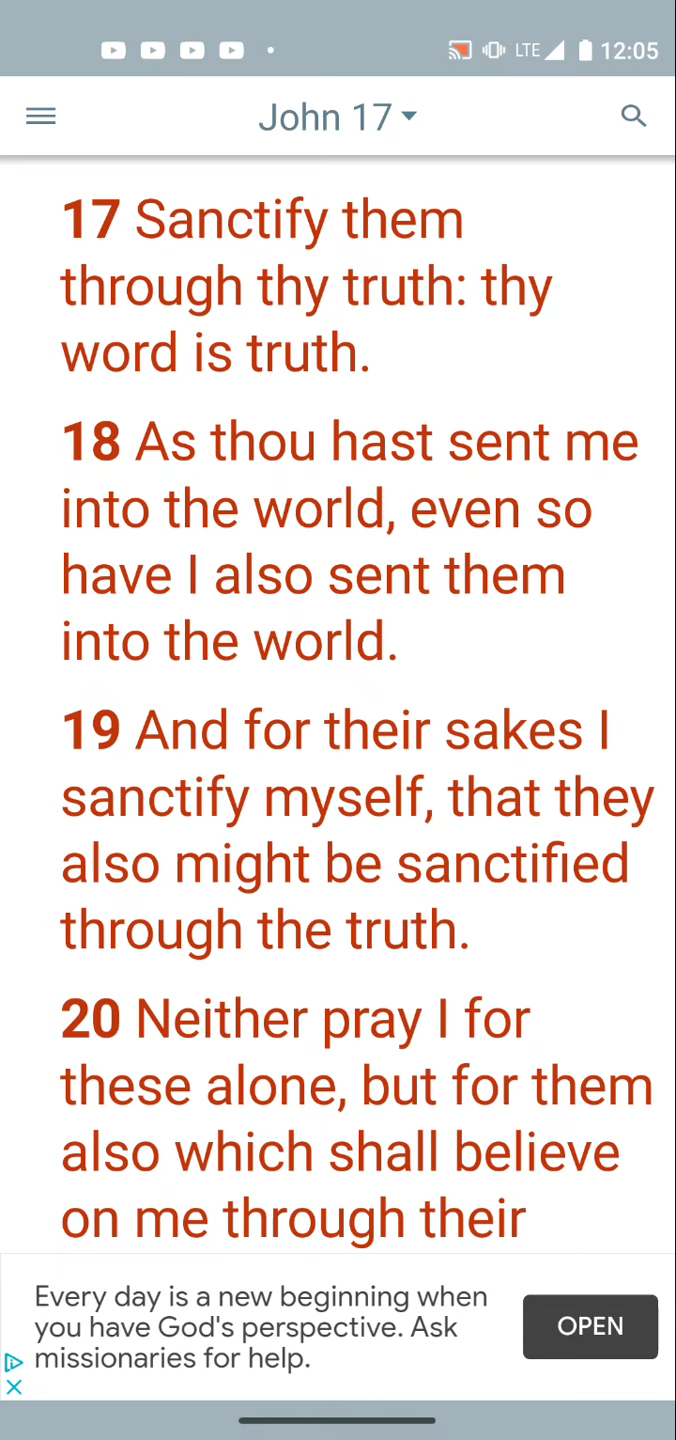 LTE 12:05
John 17
17 Sanctify them
through thy truth: thy
word is truth.
18 As thou hast sent me
into the world, even so
have I also sent them
into the world.
19 And for their sakes I
sanctify myself, that they
also might be sanctified
through the truth.
20 Neither pray I for
these alone, but for them
also which shall believe
on me through their
Every day is a new beginning when
you have God's perspective. Ask
missionaries for help.
OPEN